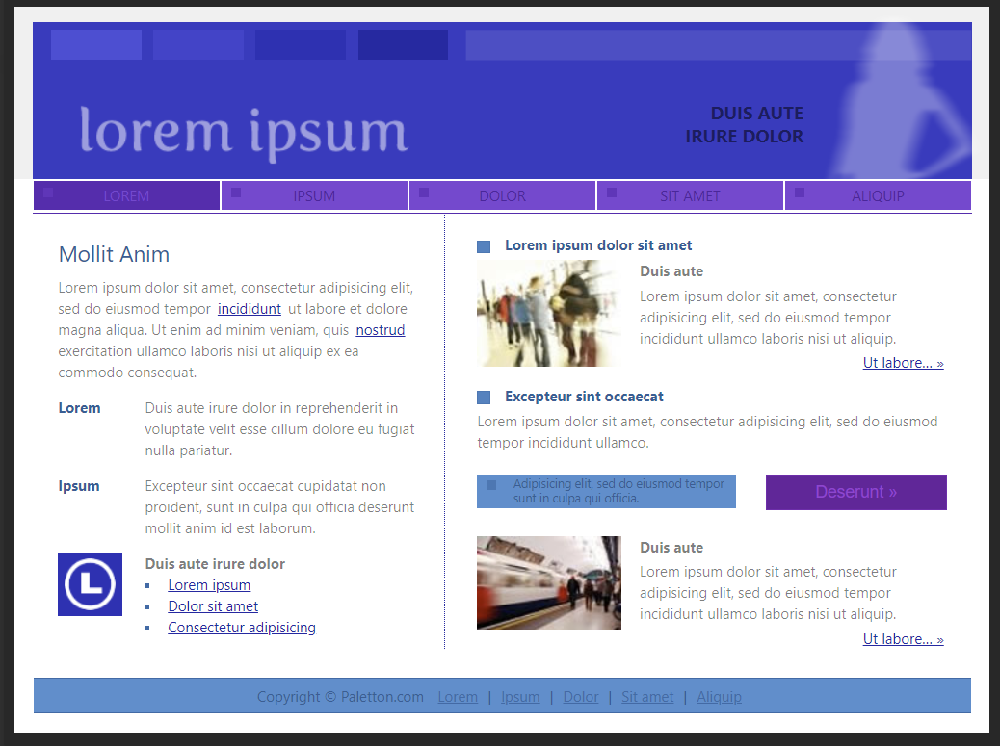 lorem ipsum
DUIS AUTE
IRURE DOLOR
LOREM
IPSUM
DOLOR
SIT AMET
ALIQUIP
Mollit Anim
Lorem ipsum dolor sit amet, consectetur adipisicing elit,
sed do eiusmod tempor incididunt ut labore et dolore
magna aliqua. Ut enim ad minim veniam, quis nostrud
exercitation ullamco laboris nisi ut aliquip ex ea
commodo consequat.
Lorem
Duis aute irure dolor in reprehenderit in
voluptate velit esse cillum dolore eu fugiat
nulla pariatur.
Ipsum
Excepteur sint occaecat cupidatat non
proident, sunt in culpa qui officia deserunt
mollit anim id est laborum.
L
Duis aute irure dolor
Lorem ipsum
Dolor sit amet
Consectetur adipisicing
Lorem ipsum dolor sit amet
Duis aute
Lorem ipsum dolor sit amet, consectetur
adipisicing elit, sed do eiusmod tempor
incididunt ullamco laboris nisi ut aliquip.
Ut labore... »
Excepteur sint occaecat
Lorem ipsum dolor sit amet, consectetur adipisicing elit, sed do eiusmod
tempor incididunt ullamco.
Adipisicing elit, sed do eiusmod tempor
sunt in culpa qui officia.
Deserunt »
Duis aute
Lorem ipsum dolor sit amet, consectetur
adipisicing elit, sed do eiusmod tempor
incididunt ullamco laboris nisi ut aliquip.
Ut labore... »
Copyright © Paletton.com Lorem | Ipsum | Dolor | Sit amet | Aliquip